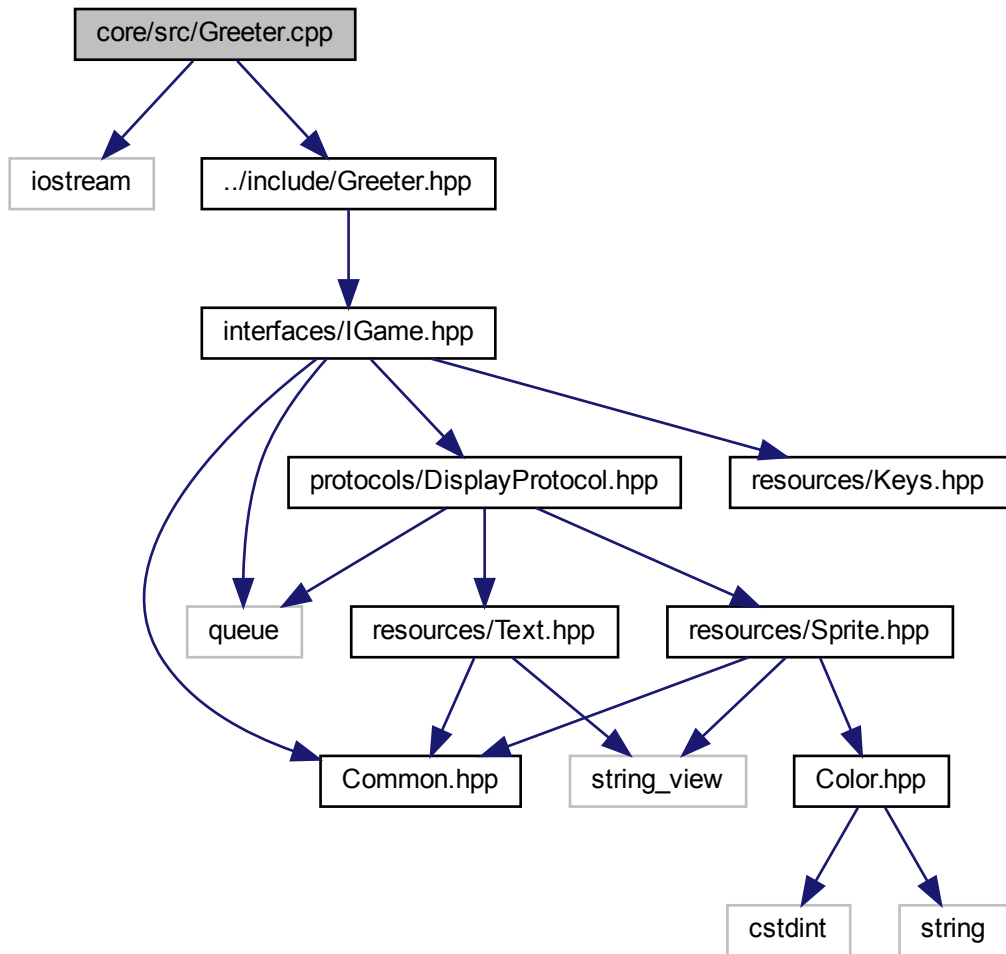 core/src/Greeter.cpp
iostream
../include/Greeter.hpp
interfaces/IGame.hpp
protocols/DisplayProtocol.hpp
resources/Keys.hpp
queue
resources/Text.hpp
resources/Sprite.hpp
Common.hpp
string_view
Color.hpp
cstdint
string